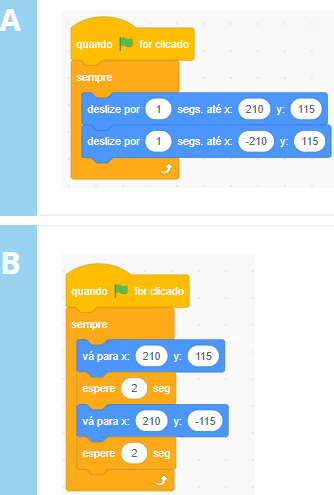 A
quando for clicado
sempre
deslize por 1 segs. até x: 210 y: 115
deslize por 1 segs. até x: -210 y: 115
B
quando for clicado
sempre
vá para x: 210 y: 115
espere 2 seg
vá para x: 210 y: -115
espere 2 seg